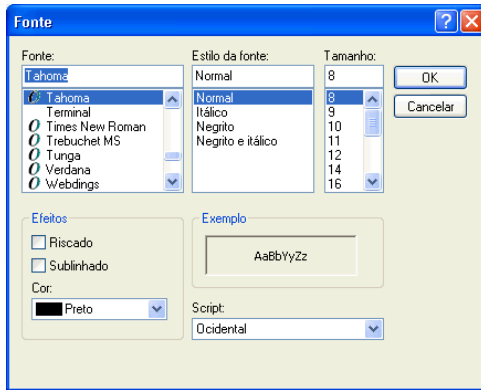 Fonte
Fonte:
Tahoma
Tahoma
Terminal
Times New Roman
Trebuchet MS
Tunga
Verdana
Webdings
Estilo da fonte:
Normal
Normal
Itálico
Negrito
Negrito e itálico
Tamanho:
8
8
9
10
11
12
14
16
OK
Cancelar
Efeitos
Riscado
Sublinhado
Cor:
Preto
Exemplo
AaBbYyZz
Script:
Ocidental